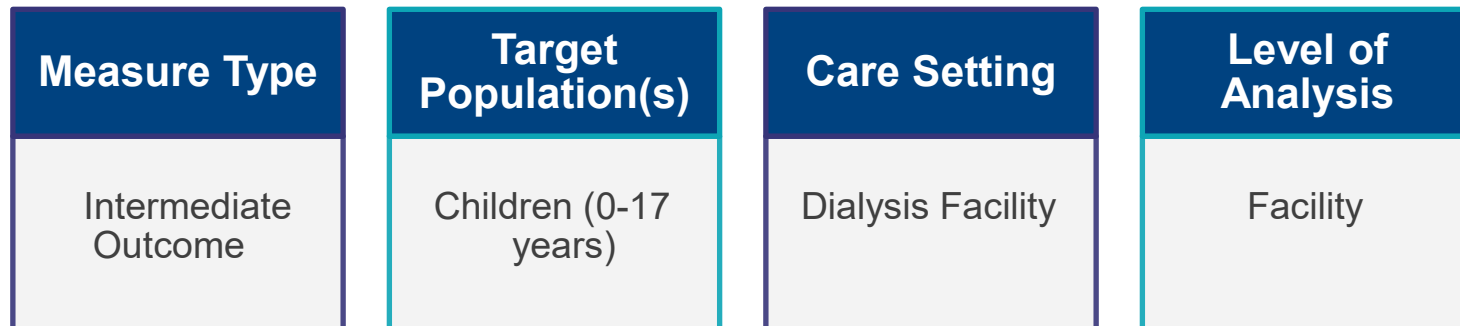 Measure Type
Intermediate
Outcome
Target
Population(s)
Children (0-17
years)
Care Setting
Dialysis Facility
Level of
Analysis
Facility